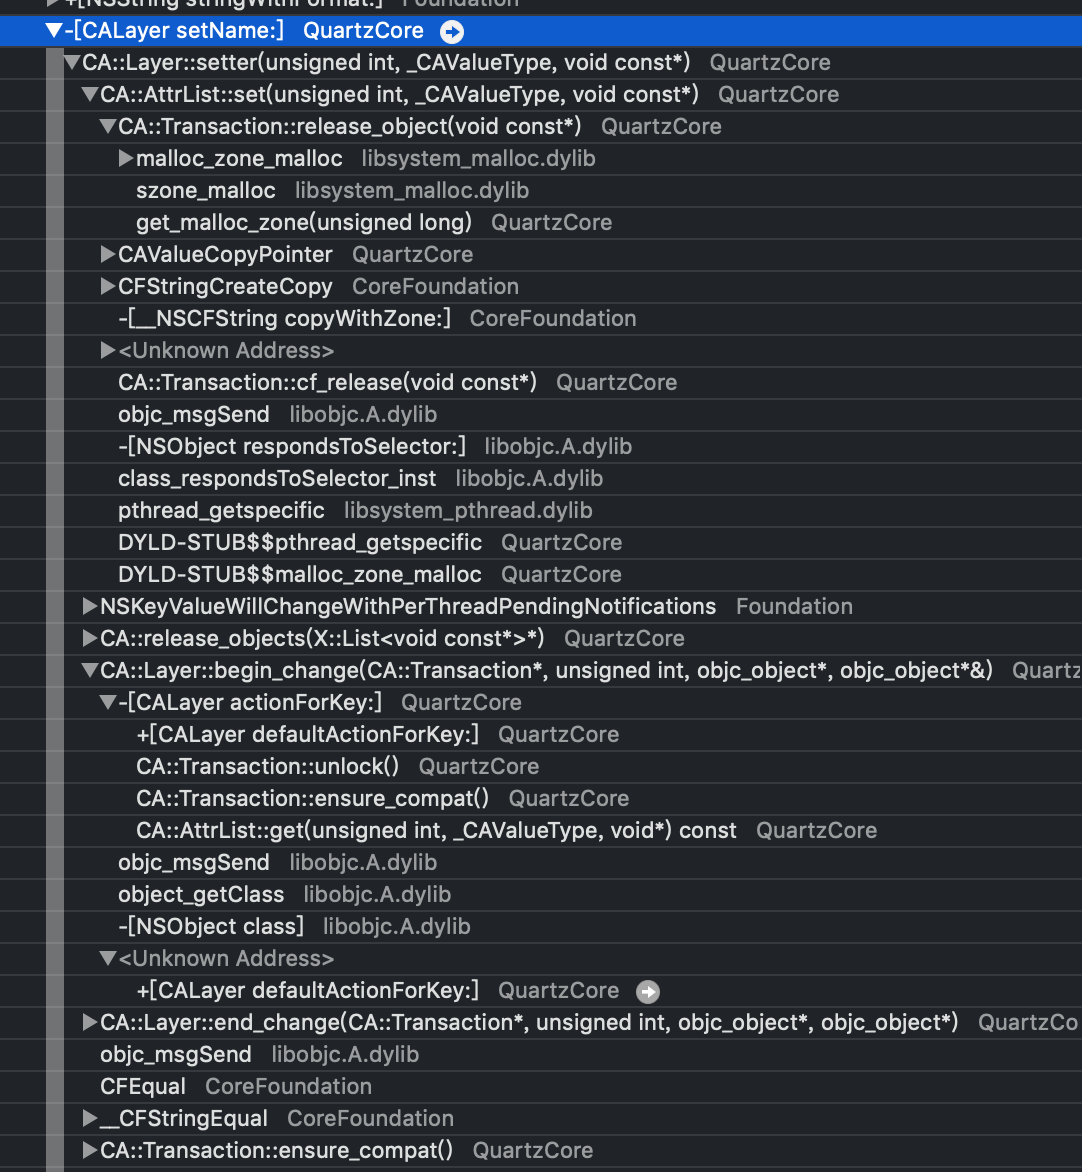 +[NSString stringWithFormat:] Foundation
-[CALayer setName:] QuartzCore
CA::Layer::setter(unsigned int, _CAValueType, void const*) QuartzCore
CA::AttrList::set(unsigned int, _CAValueType, void const*) QuartzCore
CA::Transaction::release_object(void const*) QuartzCore
malloc_zone_malloc libsystem_malloc.dylib
szone_malloc libsystem_malloc.dylib
get_malloc_zone(unsigned long) QuartzCore
CAValueCopyPointer QuartzCore
CFStringCreateCopy CoreFoundation
-[__NSCFString copyWithZone:] CoreFoundation
<Unknown Address>
CA::Transaction::cf_release(void const*) QuartzCore
objc_msgSend libobjc.A.dylib
-[NSObject respondsToSelector:] libobjc.A.dylib
class_respondsToSelector_inst libobjc.A.dylib
pthread_getspecific libsystem_pthread.dylib
DYLD-STUB$$pthread_getspecific QuartzCore
DYLD-STUB$$malloc_zone_malloc QuartzCore
NSKeyValueWillChangeWithPerThreadPendingNotifications Foundation
CA::release_objects(X::List<void const*>*) QuartzCore
CA::Layer::begin_change(CA::Transaction*, unsigned int, objc_object*, objc_object*&) Quartz
-[CALayer actionForKey:] QuartzCore
+[CALayer defaultActionForKey:] QuartzCore
CA::Transaction::unlock() QuartzCore
CA::Transaction::ensure_compat() QuartzCore
CA::AttrList::get(unsigned int, _CAValueType, void*) const QuartzCore
objc_msgSend libobjc.A.dylib
object_getClass libobjc.A.dylib
-[NSObject class] libobjc.A.dylib
<Unknown Address>
+[CALayer defaultActionForKey:] QuartzCore
CA::Layer::end_change(CA::Transaction*, unsigned int, objc_object*, objc_object*) QuartzCo
objc_msgSend libobjc.A.dylib
CFEqual CoreFoundation
__CFStringEqual CoreFoundation
CA::Transaction::ensure_compat() QuartzCore